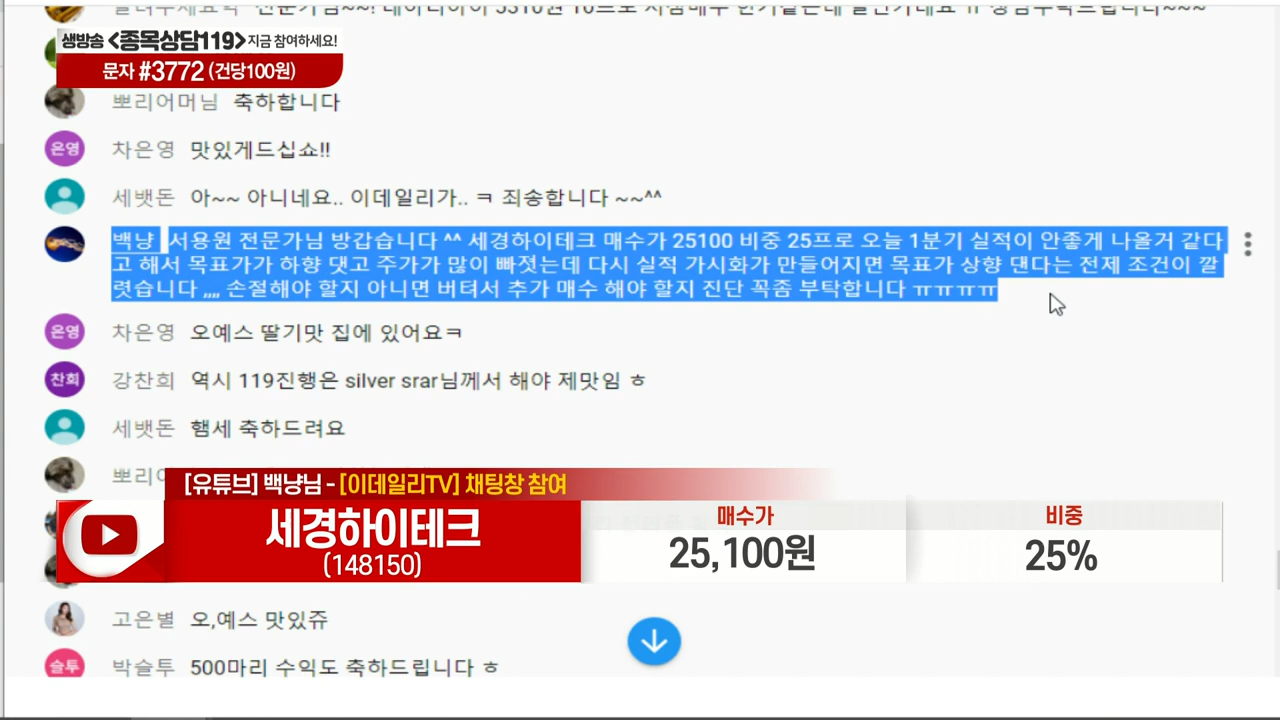 생방송 <종목상담119> 지금 참여하세요!
문자 #3772 (건당100원)
뽀리어머님 축하합니다
은영 차은영 맛있게드십쇼!!
세뱃돈 아~~ 아니네요.. 이데일리가.. ㅋ 죄송합니다 ~~^^
백냥 서용원 전문가님 방갑습니다 ^^ 세경하이테크 매수가 25100 비중 25프로 오늘 1분기 실적이 안좋게 나올거 같다
고 해서 목표가가 하향 댓고 주가가 많이 빠졋는데 다시 실적 가시화가 만들어지면 목표가 상향 댄다는 전제 조건이 깔
렷습니다 ,,,, 손절해야 할지 아니면 버텨서 추가 매수 해야 할지 진단 꼭좀 부탁합니다 ㅠㅠㅠㅠ
은영 차은영 오예스 딸기맛 집에 있어요ㅋ
찬희 강찬희 역시 119진행은 silver srar님께서 해야 제맛임 ㅎ
세뱃돈 햄세 축하드려요
뽀리어
[유튜브] 백냥님 - [이데일리TV] 채팅창 참여
세경하이테크
(148150)
매수가
25,100원
비중
25%
고은별 오,예스 맛있쥬
슬투 박슬투 500마리 수익도 축하드립니다 ㅎ